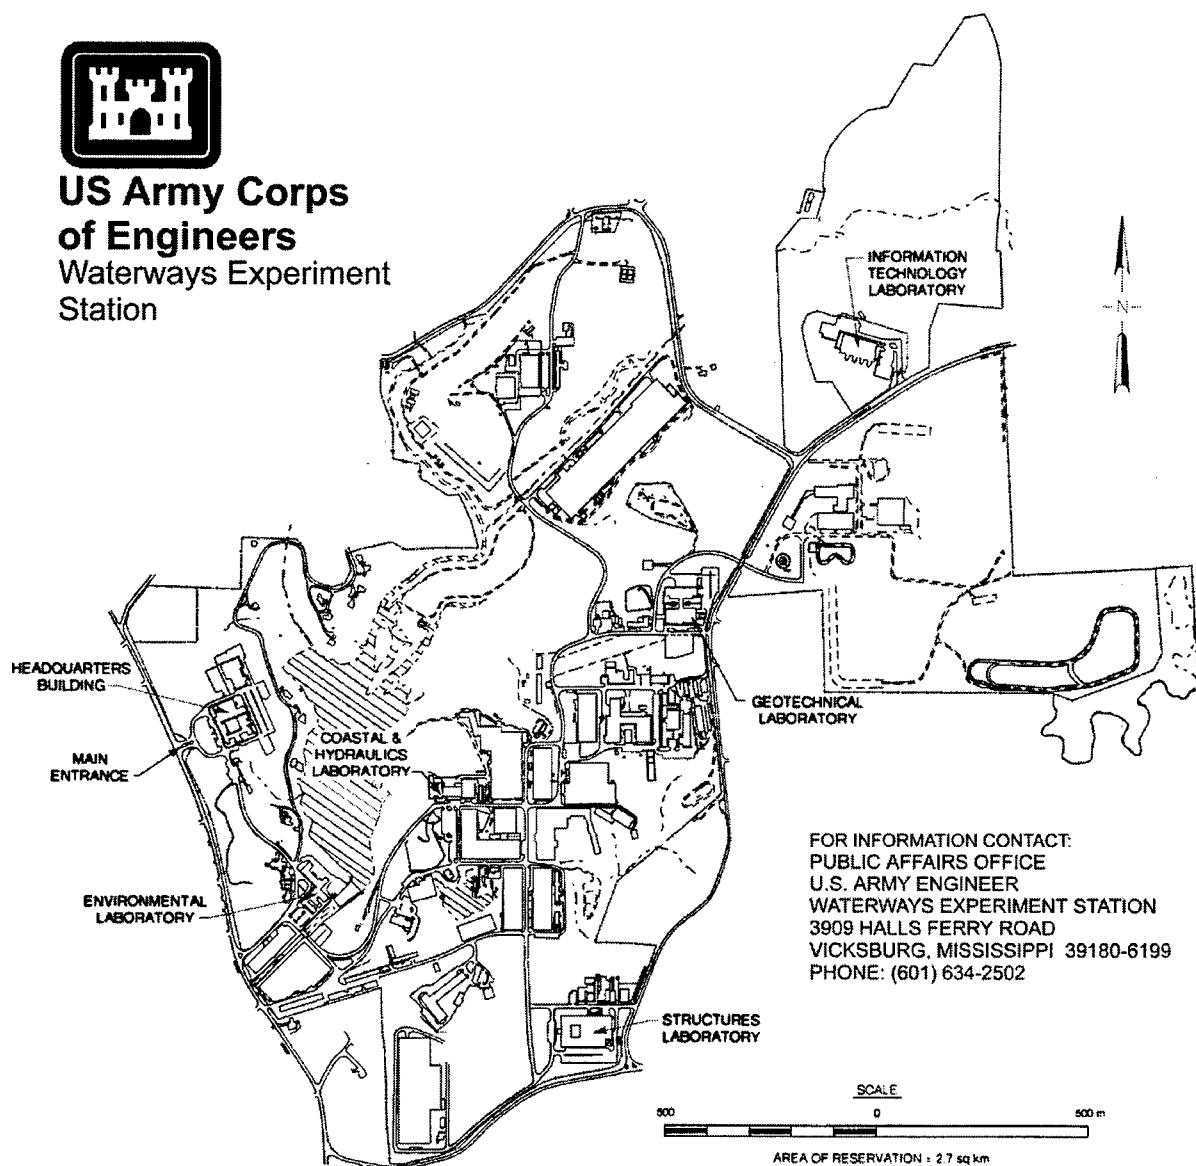 US Army Corps
of Engineers
Waterways Experiment
Station
INFORMATION
TECHNOLOGY
LABORATORY
N
HEADQUARTERS
BUILDING
MAIN
ENTRANCE
COASTAL &
HYDRAULICS
LABORATORY
GEOTECHNICAL
LABORATORY
ENVIRONMENTAL
LABORATORY
FOR INFORMATION CONTACT:
PUBLIC AFFAIRS OFFICE
U.S. ARMY ENGINEER
WATERWAYS EXPERIMENT STATION
3909 HALLS FERRY ROAD
VICKSBURG, MISSISSIPPI 39180-6199
PHONE: (601) 634-2502
STRUCTURES
LABORATORY
SCALE
500 0 500 m
AREA OF RESERVATION = 2.7 sq km